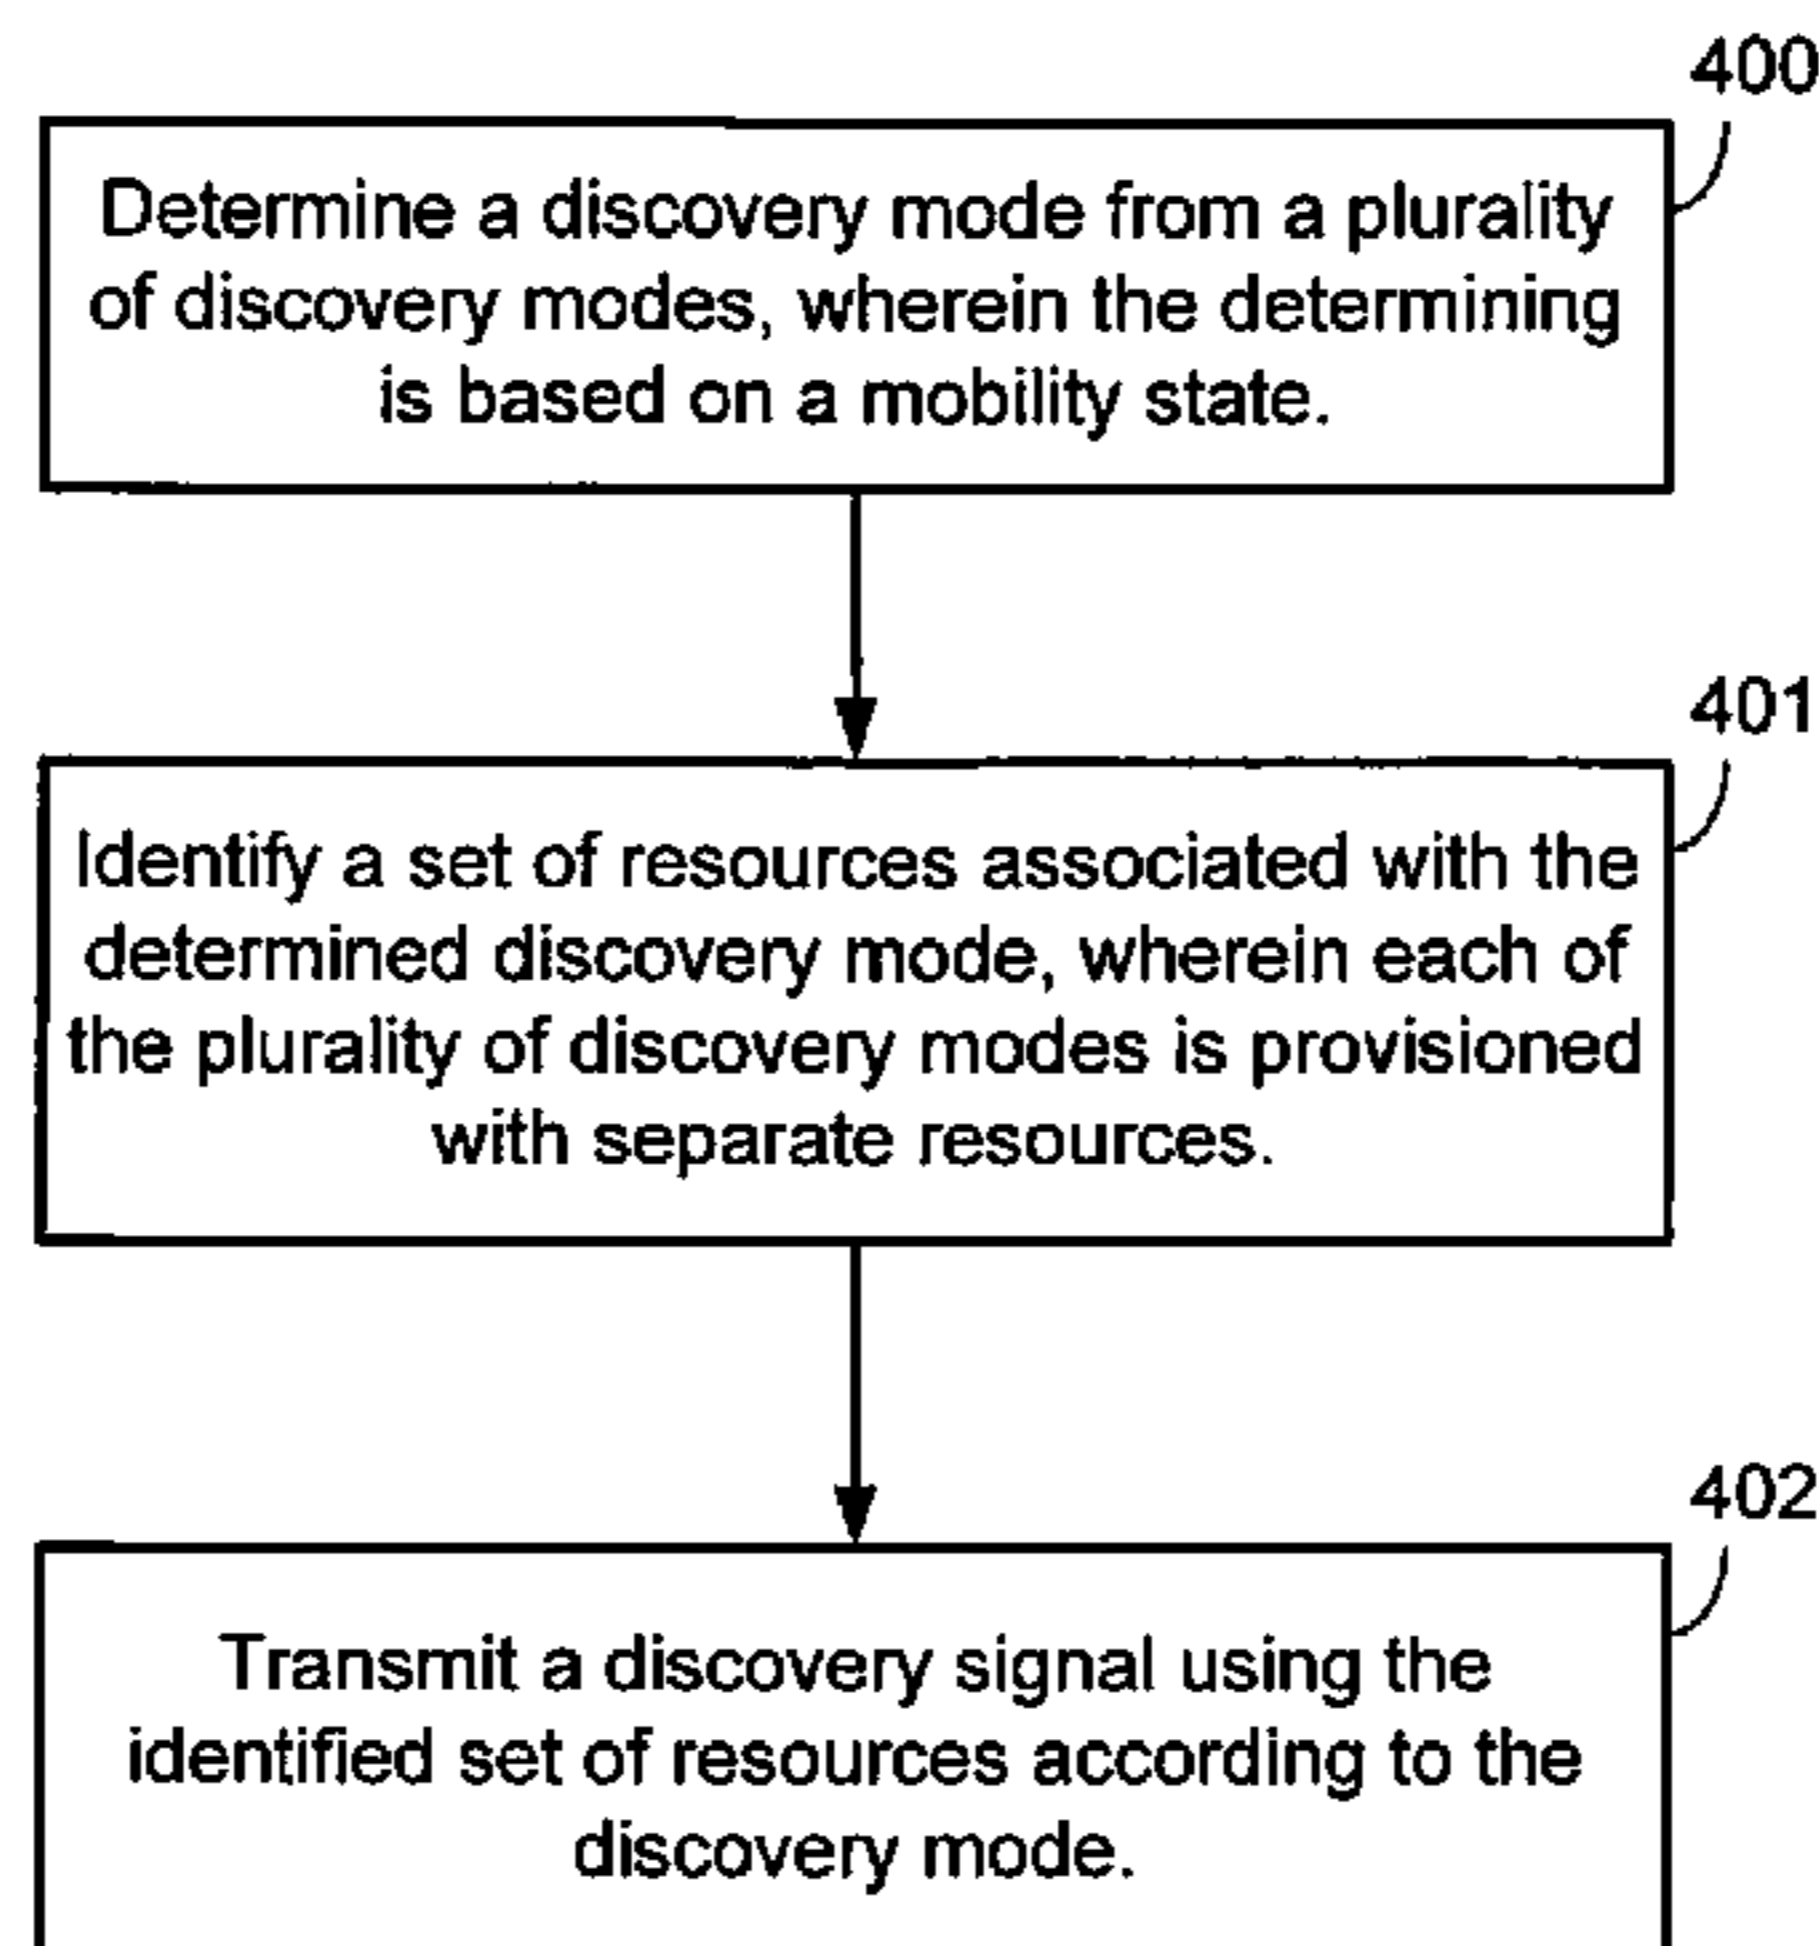 400
Determine a discovery mode from a plurality
of discovery modes, wherein the determining
is based on a mobility state.
401
Identify a set of resources associated with the
determined discovery mode, wherein each of
the plurality of discovery modes is provisioned
with separate resources.
402
Transmit a discovery signal using the
identified set of resources according to the
discovery mode.